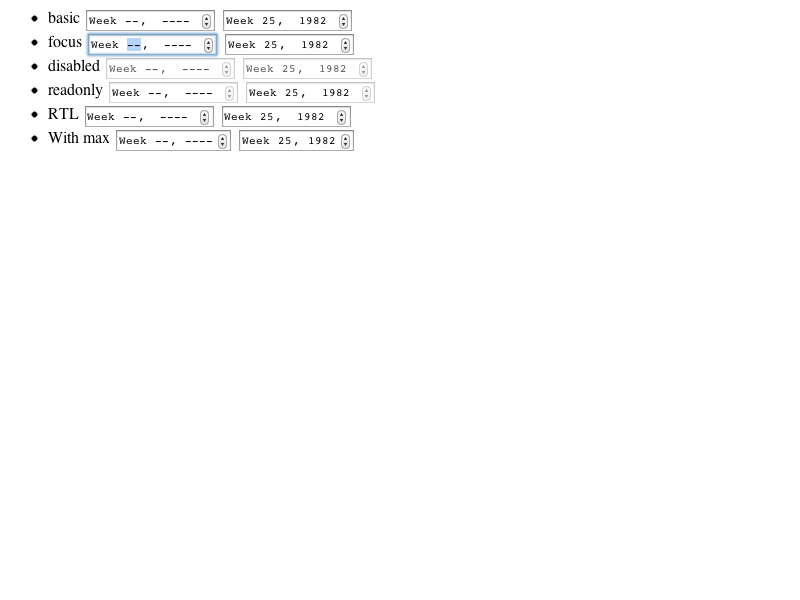 basic Week --, ---- Week 25, 1982
focus Week --, ---- Week 25, 1982
disabled Week --, ---- Week 25, 1982
readonly Week --, ---- Week 25, 1982
RTL Week --, ---- Week 25, 1982
With max Week --, ---- Week 25, 1982